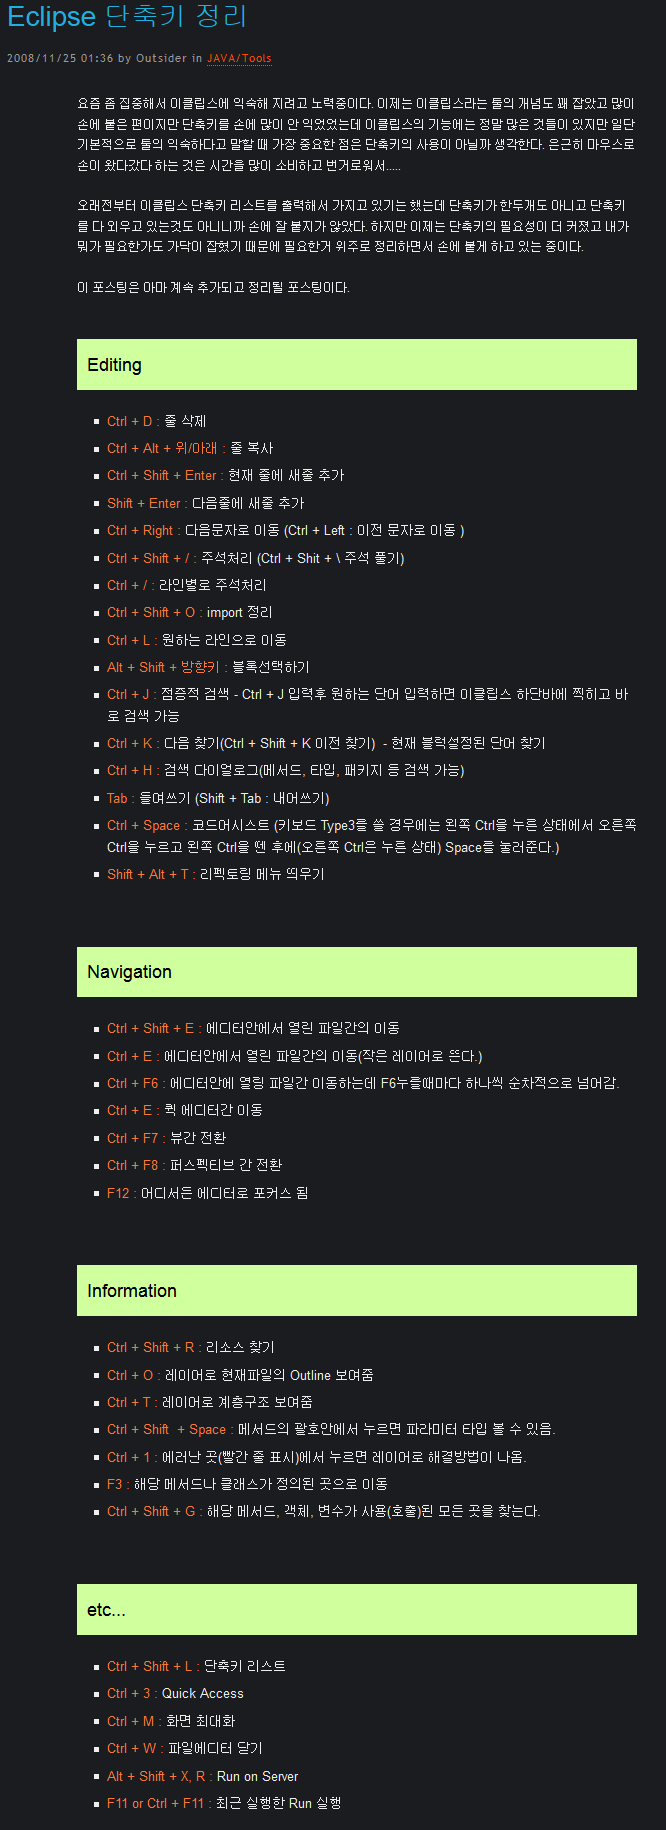 Eclipse 단축키 정리
2008/11/25 01:36 by Outsider in JAVA/Tools
요즘 좀 집중해서 이클립스에 익숙해 지려고 노력중이다. 이제는 이클립스라는 툴의 개념도 꽤 잡았고 많이
손에 붙은 편이지만 단축키를 손에 많이 안 익었었는데 이클립스의 기능에는 정말 많은 것들이 있지만 일단
기본적으로 툴의 익숙하다고 말할 때 가장 중요한 점은 단축키의 사용이 아닐까 생각한다. 은근히 마우스로
손이 왔다갔다 하는 것은 시간을 많이 소비하고 번거로워서.....
오래전부터 이클립스 단축키 리스트를 출력해서 가지고 있기는 했는데 단축키가 한두개도 아니고 단축키
를 다 외우고 있는것도 아니니까 손에 잘 붙지가 않았다. 하지만 이제는 단축키의 필요성이 더 커졌고 내가
뭐가 필요한가도 가닥이 잡혔기 때문에 필요한거 위주로 정리하면서 손에 붙게 하고 있는 중이다.
이 포스팅은 아마 계속 추가되고 정리될 포스팅이다.
Editing
Ctrl + D : 줄 삭제
Ctrl + Alt + 위/아래 : 줄 복사
Ctrl + Shift + Enter : 현재 줄에 새줄 추가
Shift + Enter : 다음줄에 새줄 추가
Ctrl + Right : 다음문자로 이동 (Ctrl + Left : 이전 문자로 이동 )
Ctrl + Shift + / : 주석처리 (Ctrl + Shit + \ 주석 풀기)
Ctrl + / : 라인별로 주석처리
Ctrl + Shift + O : import 정리
Ctrl + L : 원하는 라인으로 이동
Alt + Shift + 방향키 : 블록선택하기
Ctrl + J : 점증적 검색 - Ctrl + J 입력후 원하는 단어 입력하면 이클립스 하단바에 찍히고 바
로 검색 가능
Ctrl + K : 다음 찾기(Ctrl + Shift + K 이전 찾기)  - 현재 블럭설정된 단어 찾기
Ctrl + H : 검색 다이얼로그(메서드, 타입, 패키지 등 검색 가능)
Tab : 들여쓰기 (Shift + Tab : 내어쓰기)
Ctrl + Space : 코드어시스트 (키보드 Type3를 쓸 경우에는 왼쪽 Ctrl을 누른 상태에서 오른쪽
Ctrl을 누르고 왼쪽 Ctrl을 뗀 후에(오른쪽 Ctrl은 누른 상태) Space를 눌러준다.)
Shift + Alt + T : 리펙토링 메뉴 띄우기
Navigation
Ctrl + Shift + E : 에디터안에서 열린 파일간의 이동
Ctrl + E : 에디터안에서 열린 파일간의 이동(작은 레이어로 뜬다.)
Ctrl + F6 : 에디터안에 열링 파일간 이동하는데 F6누를때마다 하나씩 순차적으로 넘어감.
Ctrl + E : 퀵 에디터간 이동
Ctrl + F7 : 뷰간 전환
Ctrl + F8 : 퍼스펙티브 간 전환
F12 : 어디서든 에디터로 포커스 됨
Information
Ctrl + Shift + R : 리소스 찾기
Ctrl + O : 레이어로 현재파일의 Outline 보여줌
Ctrl + T : 레이어로 계층구조 보여줌
Ctrl + Shift  + Space : 메서드의 괄호안에서 누르면 파라미터 타입 볼 수 있음.
Ctrl + 1 : 에러난 곳(빨간 줄 표시)에서 누르면 레이어로 해결방법이 나옴.
F3 : 해당 메서드나 클래스가 정의된 곳으로 이동
Ctrl + Shift + G : 해당 메서드, 객체, 변수가 사용(호출)된 모든 곳을 찾는다.
etc...
Ctrl + Shift + L : 단축키 리스트
Ctrl + 3 : Quick Access
Ctrl + M : 화면 최대화
Ctrl + W : 파일에디터 닫기
Alt + Shift + X, R : Run on Server
F11 or Ctrl + F11 : 최근 실행한 Run 실행